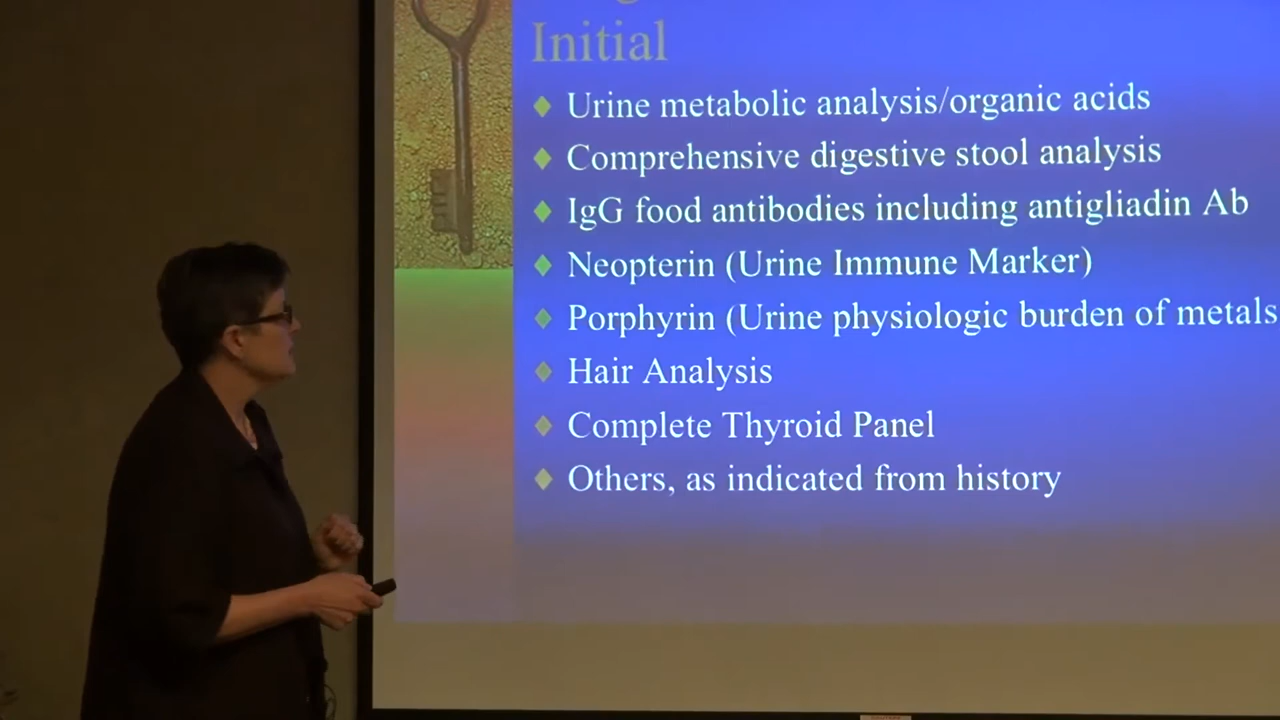 Initial
Urine metabolic analysis/organic acids
Comprehensive digestive stool analysis
IgG food antibodies including antigliadin Ab
Neopterin (Urine Immune Marker)
Porphyrin (Urine physiologic burden of metals
Hair Analysis
Complete Thyroid Panel
Others, as indicated from history